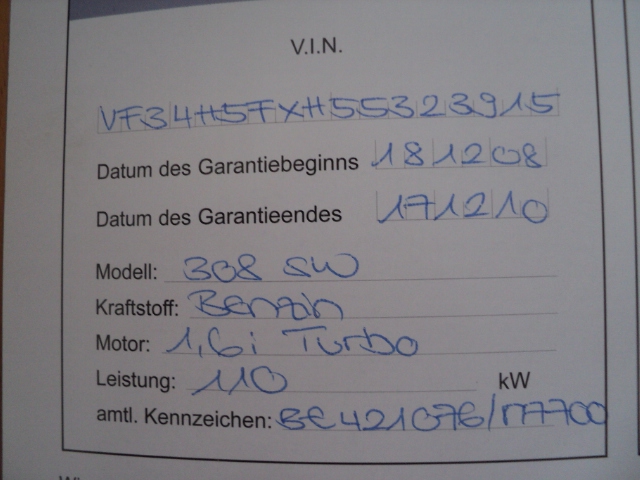 V.I.N.
VF34H5FXH55323915
Datum des Garantiebeginns 181208
Datum des Garantieendes 171210
Modell: 308 SW
Kraftstoff: Benzin
Motor: 1,6i Turbo
Leistung: 110 kW
amtl. Kennzeichen: BE421076/M7700